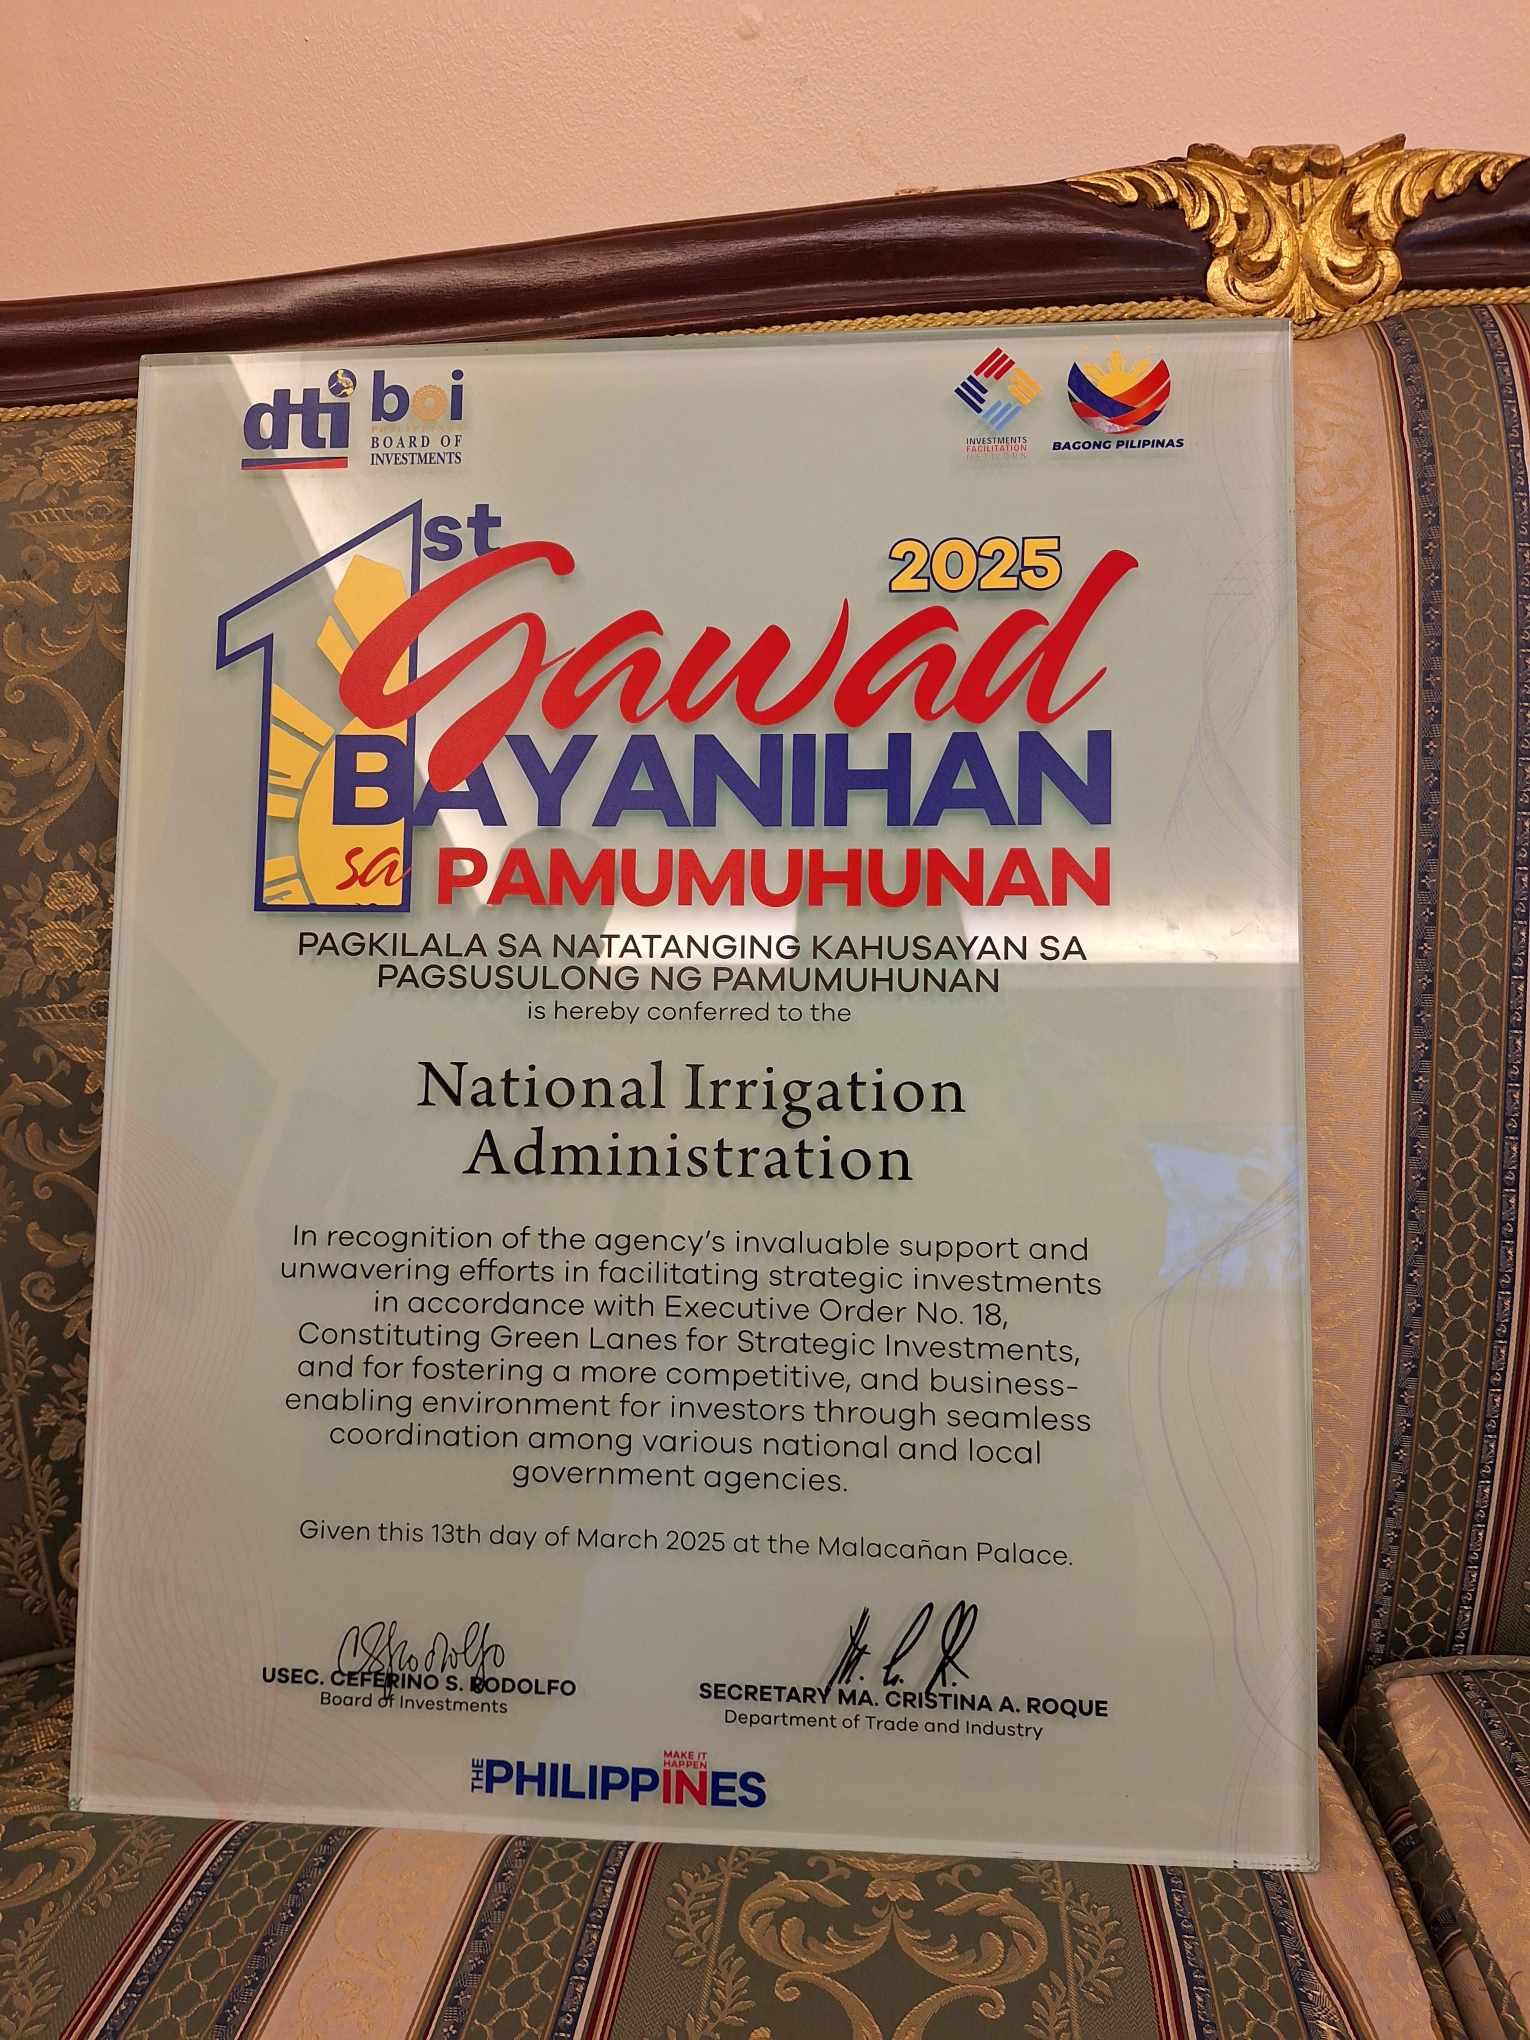 dti
boi
PHILIPPINES
BOARD OF
INVESTMENTS
INVESTMENTS
FACILITATION
NETWORK
BAGONG PILIPINAS
1st
2025
Gawad
BAYANIHAN
sa PAMUMUHUNAN
PAGKILALA SA NATATANGING KAHUSAYAN SA
PAGSUSULONG NG PAMUMUHUNAN
is hereby conferred to the
National Irrigation
Administration
In recognition of the agency's invaluable support and
unwavering efforts in facilitating strategic investments
in accordance with Executive Order No. 18,
Constituting Green Lanes for Strategic Investments,
and for fostering a more competitive, and business-
enabling environment for investors through seamless
coordination among various national and local
government agencies.
Given this 13th day of March 2025 at the Malacañan Palace.
USEC. CEFERINO S. RODOLFO
Board of Investments
SECRETARY MA. CRISTINA A. ROQUE
Department of Trade and Industry
MAKE IT
HAPPEN
THE PHILIPPINES